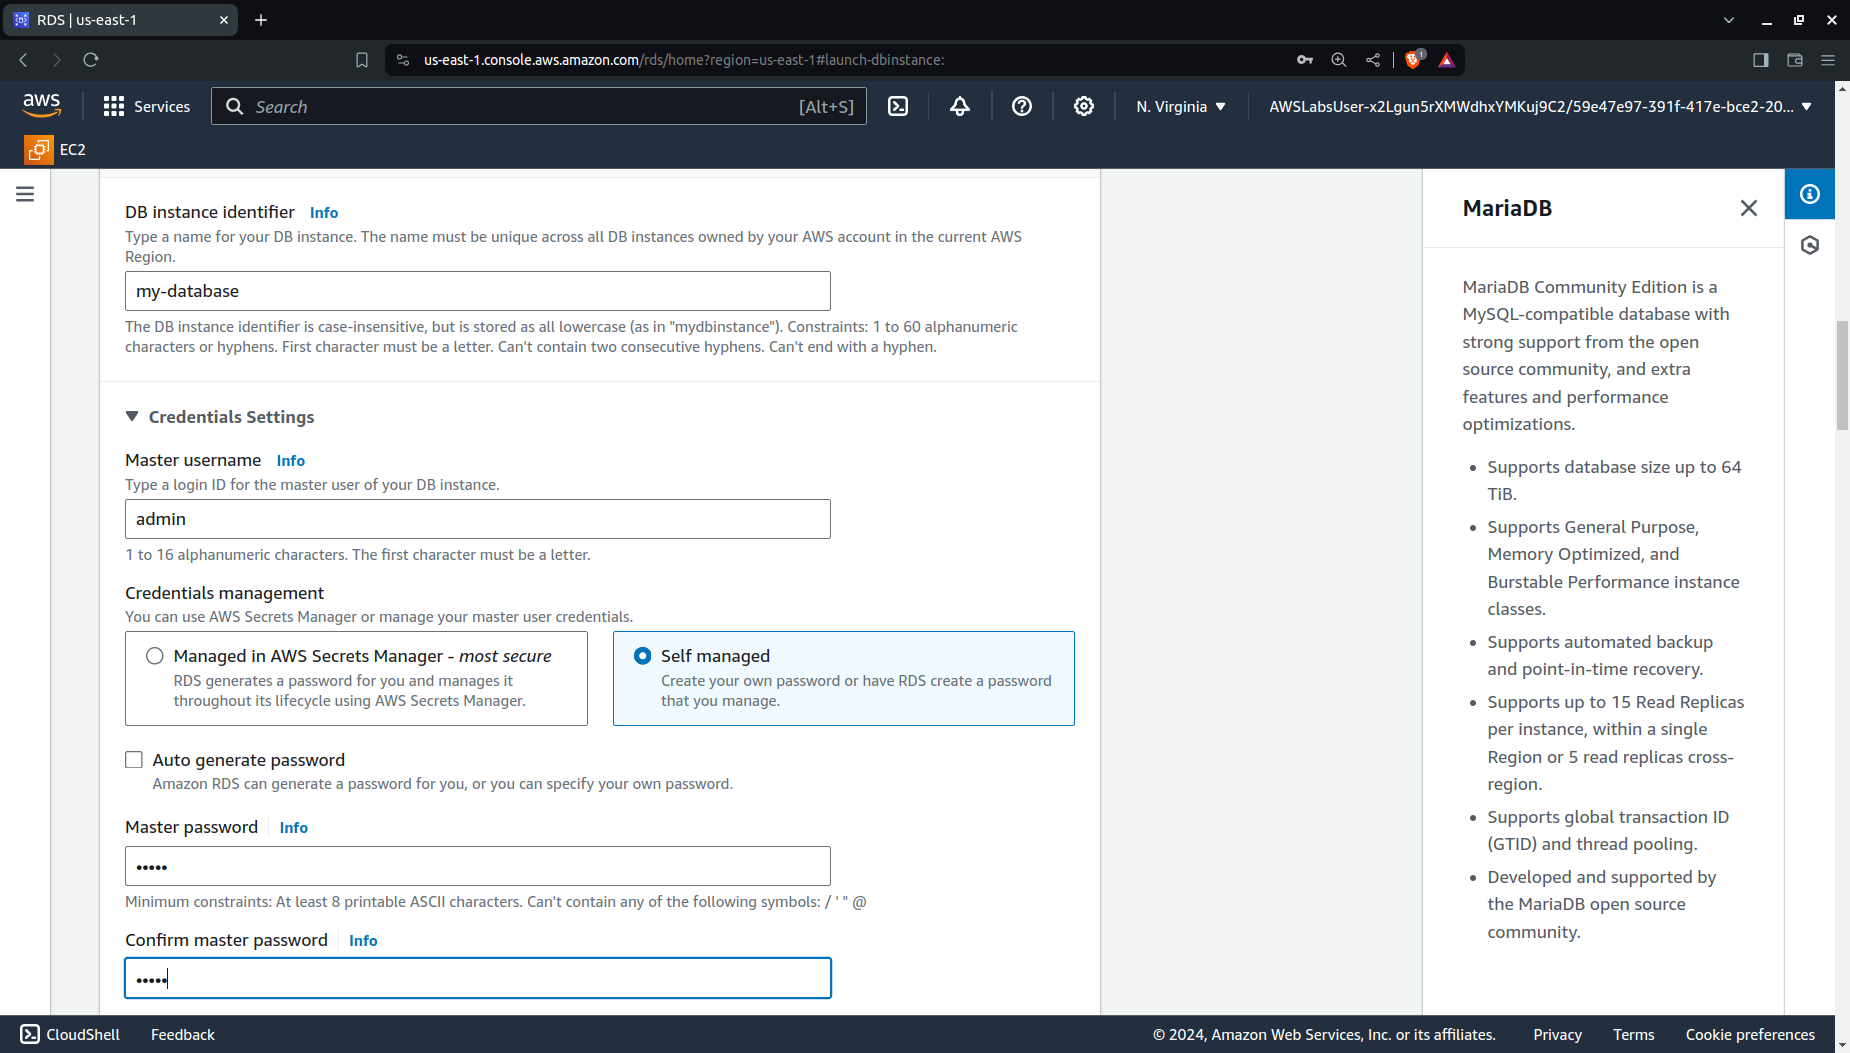 RDS | us-east-1
us-east-1.console.aws.amazon.com/rds/home?region=us-east-1#launch-dbinstance:
1
aws
Services
Search
[Alt+S]
N. Virginia
AWSLabsUser-x2Lgun5rXMWdhxYMKuj9C2/59e47e97-391f-417e-bce2-20...
EC2
DB instance identifier Info
Type a name for your DB instance. The name must be unique across all DB instances owned by your AWS account in the current AWS
Region.
my-database
The DB instance identifier is case-insensitive, but is stored as all lowercase (as in "mydbinstance"). Constraints: 1 to 60 alphanumeric
characters or hyphens. First character must be a letter. Can't contain two consecutive hyphens. Can't end with a hyphen.
Credentials Settings
Master username Info
Type a login ID for the master user of your DB instance.
admin
1 to 16 alphanumeric characters. The first character must be a letter.
Credentials management
You can use AWS Secrets Manager or manage your master user credentials.
Managed in AWS Secrets Manager - most secure
RDS generates a password for you and manages it
throughout its lifecycle using AWS Secrets Manager.
Self managed
Create your own password or have RDS create a password
that you manage.
Auto generate password
Amazon RDS can generate a password for you, or you can specify your own password.
Master password Info
•••••
Minimum constraints: At least 8 printable ASCII characters. Can't contain any of the following symbols: / ' " @
Confirm master password Info
•••••
MariaDB
MariaDB Community Edition is a
MySQL-compatible database with
strong support from the open
source community, and extra
features and performance
optimizations.
• Supports database size up to 64
TiB.
• Supports General Purpose,
Memory Optimized, and
Burstable Performance instance
classes.
• Supports automated backup
and point-in-time recovery.
• Supports up to 15 Read Replicas
per instance, within a single
Region or 5 read replicas cross-
region.
• Supports global transaction ID
(GTID) and thread pooling.
• Developed and supported by
the MariaDB open source
community.
CloudShell
Feedback
© 2024, Amazon Web Services, Inc. or its affiliates.
Privacy
Terms
Cookie preferences